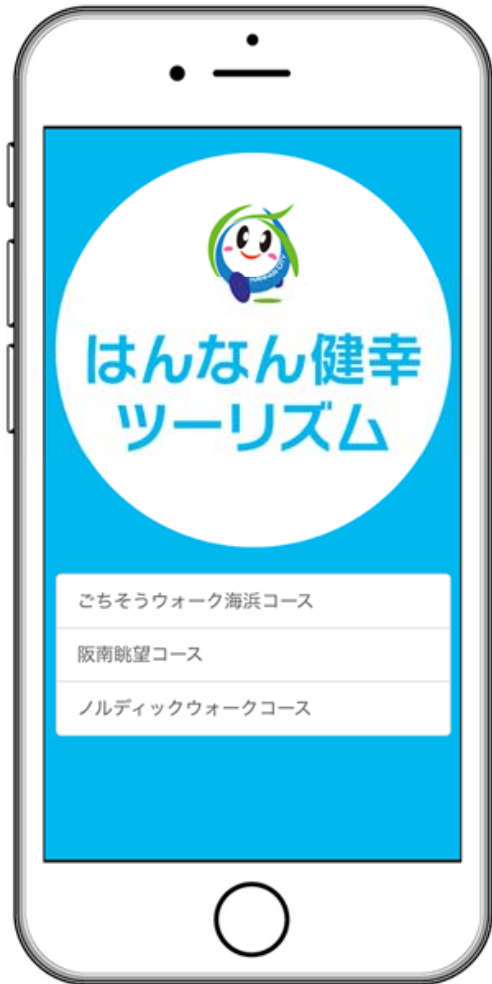 HANNAN CITY
はんなん健幸
ツーリズム
ごちそうウォーク海浜コース
阪南眺望コース
ノルディックウォークコース